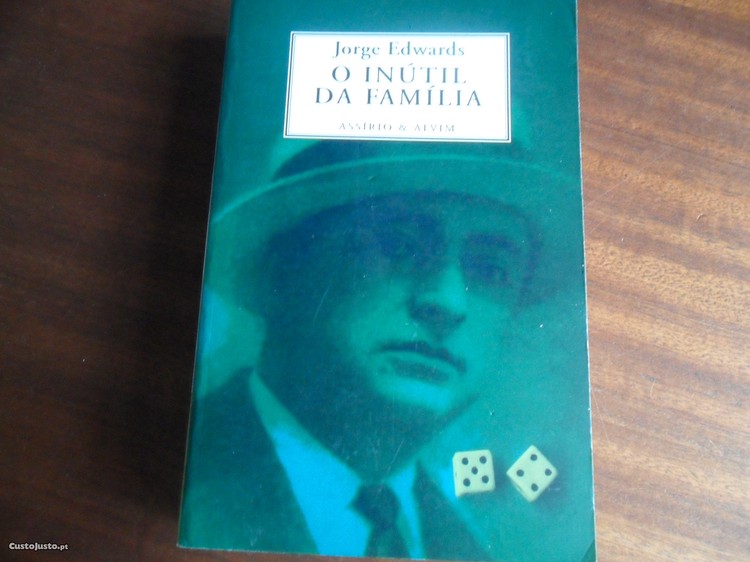 Jorge Edwards
O INÚTIL
DA FAMÍLIA
ASSÍRIO & ALVIM
CustoJusto.pt